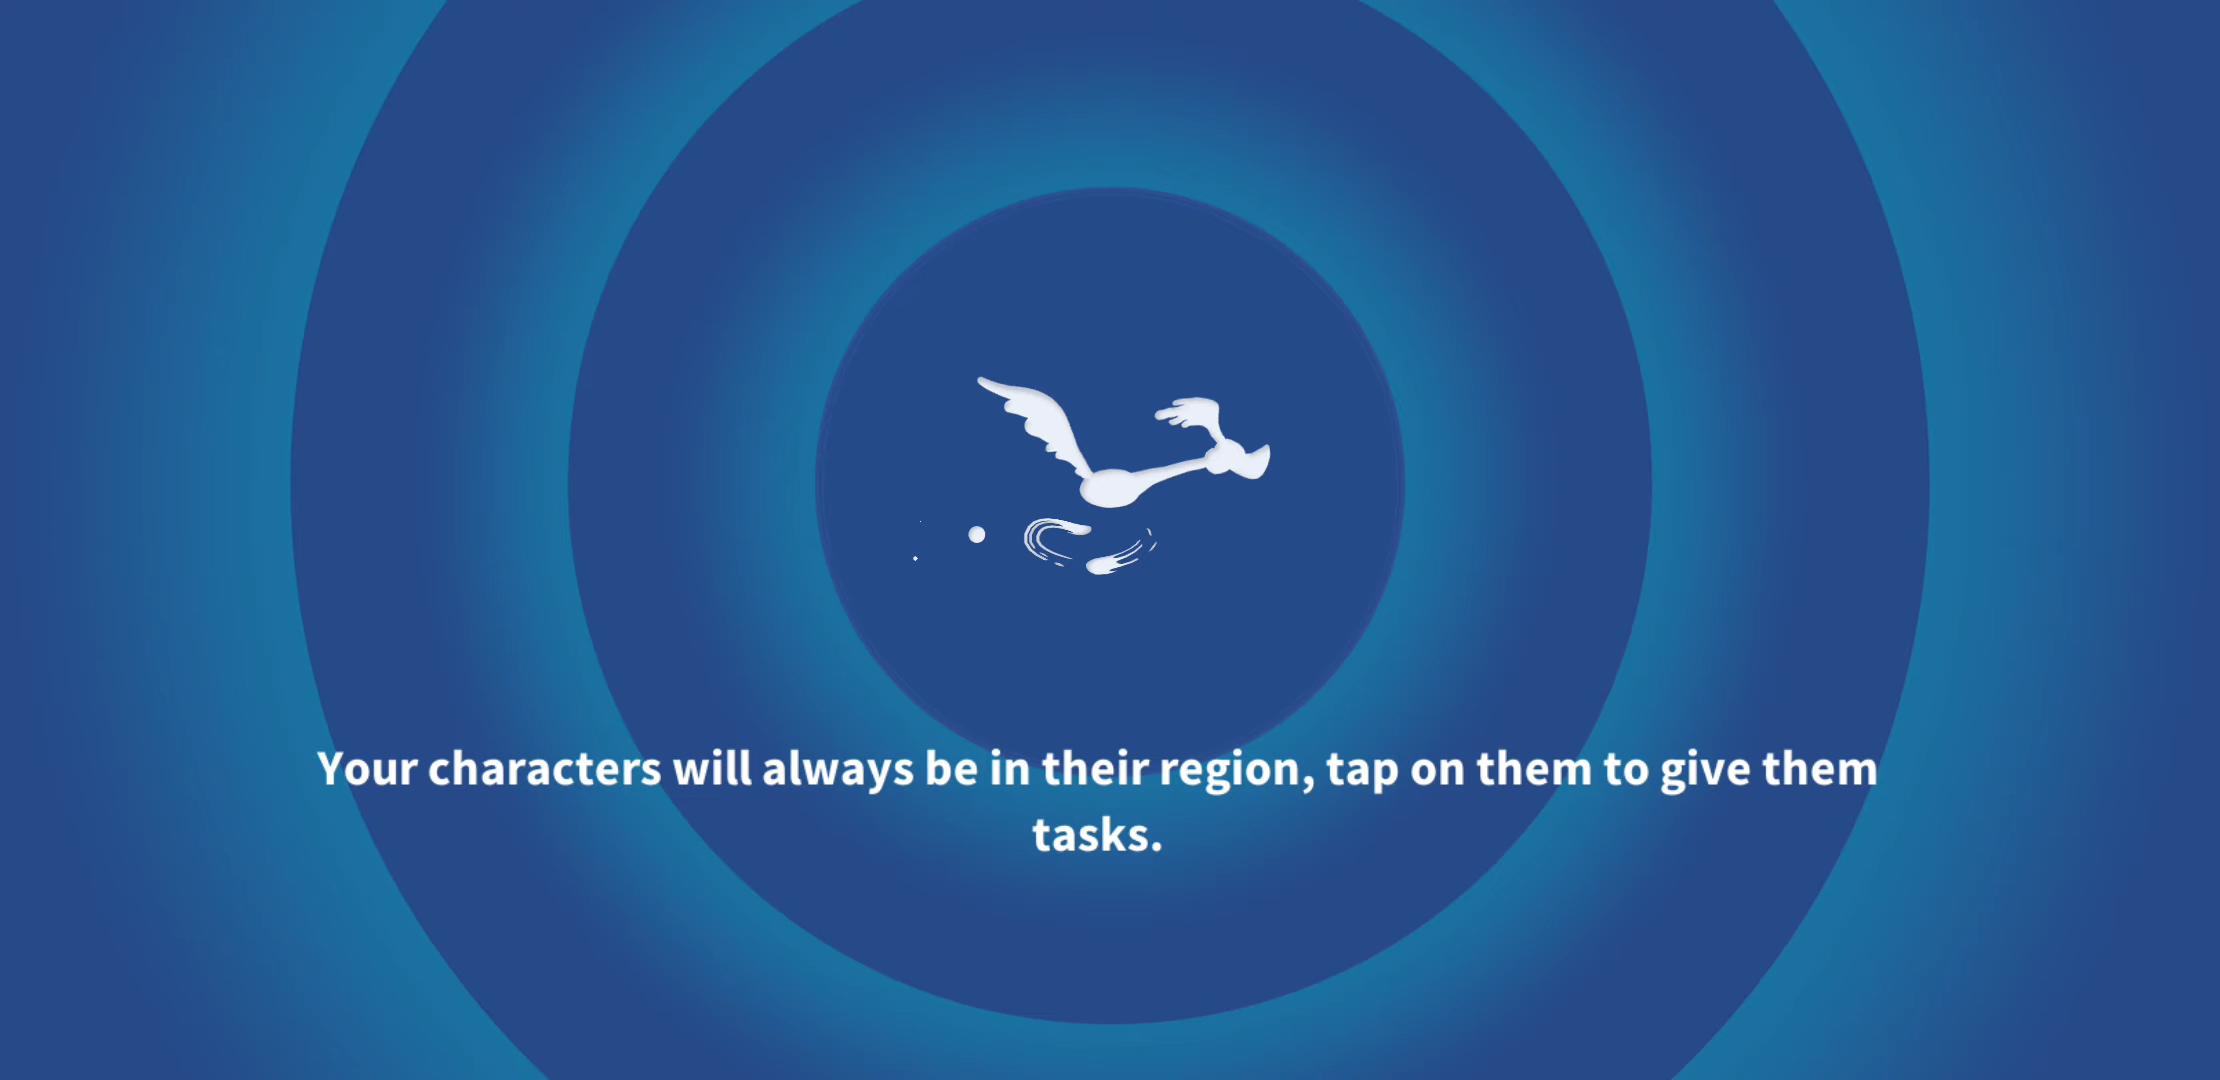 Your characters will always be in their region, tap on them to give them
tasks.